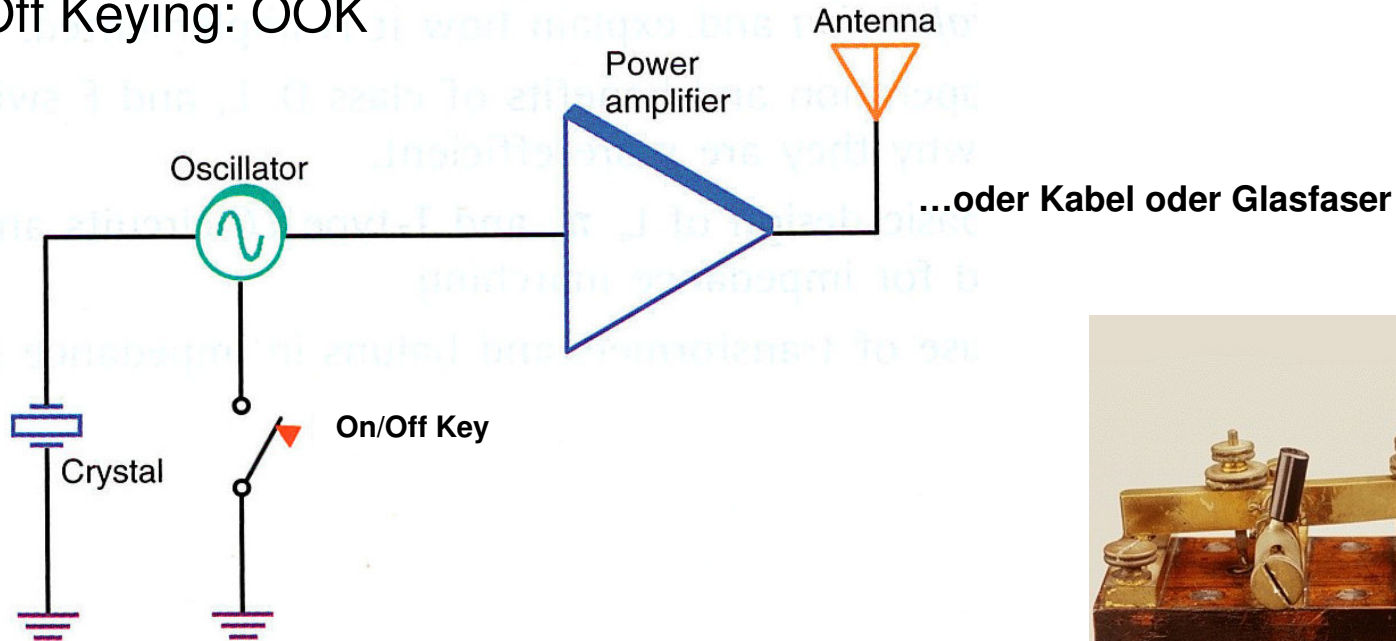 Off Keying: OOK
Antenna
Power
amplifier
Oscillator
…oder Kabel oder Glasfaser
On/Off Key
Crystal